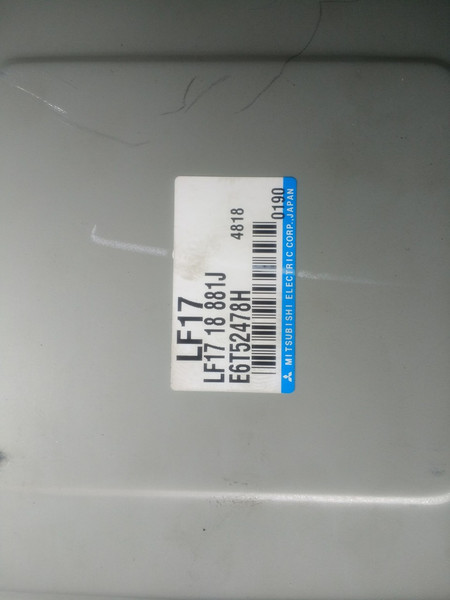 LF17
LF17 18 881J
E6T52478H 4818
0190
MITSUBISHI ELECTRIC CORP.,JAPAN